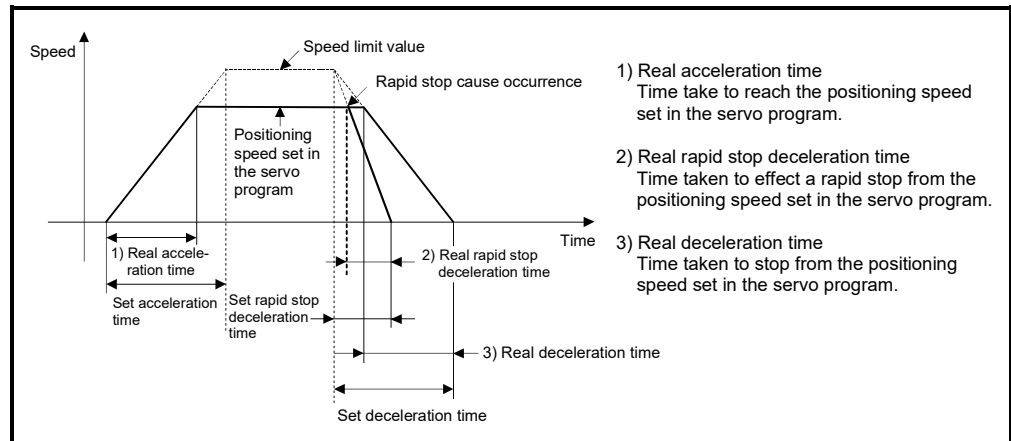 Speed
Speed limit value
Rapid stop cause occurrence
Positioning
speed set in
the servo
program
Time
1) Real accele-
ration time
Set acceleration
time
Set rapid stop
deceleration
time
2) Real rapid stop
deceleration time
3) Real deceleration time
Set deceleration time
1) Real acceleration time
Time take to reach the positioning speed
set in the servo program.
2) Real rapid stop deceleration time
Time taken to effect a rapid stop from the
positioning speed set in the servo program.
3) Real deceleration time
Time taken to stop from the positioning
speed set in the servo program.